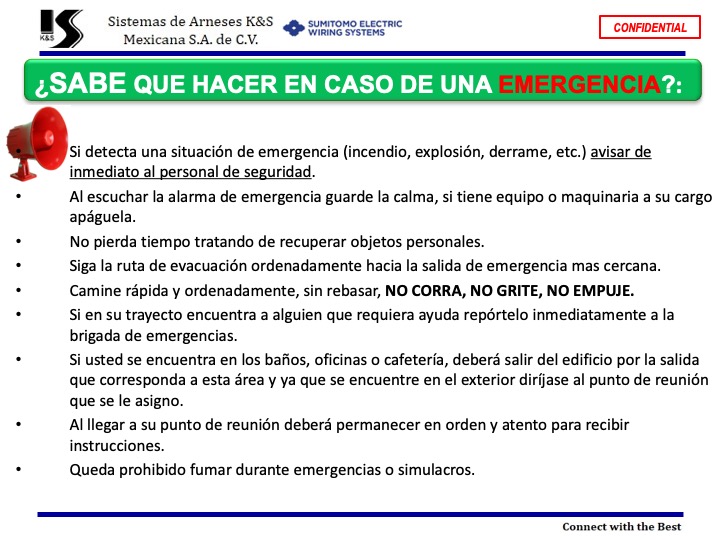 K&S
Sistemas de Arneses K&S
Mexicana S.A. de C.V.
SUMITOMO ELECTRIC
WIRING SYSTEMS
CONFIDENTIAL
¿SABE QUE HACER EN CASO DE UNA EMERGENCIA?:
• Si detecta una situación de emergencia (incendio, explosión, derrame, etc.) avisar de
inmediato al personal de seguridad.
• Al escuchar la alarma de emergencia guarde la calma, si tiene equipo o maquinaria a su cargo
apáguela.
• No pierda tiempo tratando de recuperar objetos personales.
• Siga la ruta de evacuación ordenadamente hacia la salida de emergencia mas cercana.
• Camine rápida y ordenadamente, sin rebasar, NO CORRA, NO GRITE, NO EMPUJE.
• Si en su trayecto encuentra a alguien que requiera ayuda repórtelo inmediatamente a la
brigada de emergencias.
• Si usted se encuentra en los baños, oficinas o cafetería, deberá salir del edificio por la salida
que corresponda a esta área y ya que se encuentre en el exterior diríjase al punto de reunión
que se le asigno.
• Al llegar a su punto de reunión deberá permanecer en orden y atento para recibir
instrucciones.
• Queda prohibido fumar durante emergencias o simulacros.
Connect with the Best